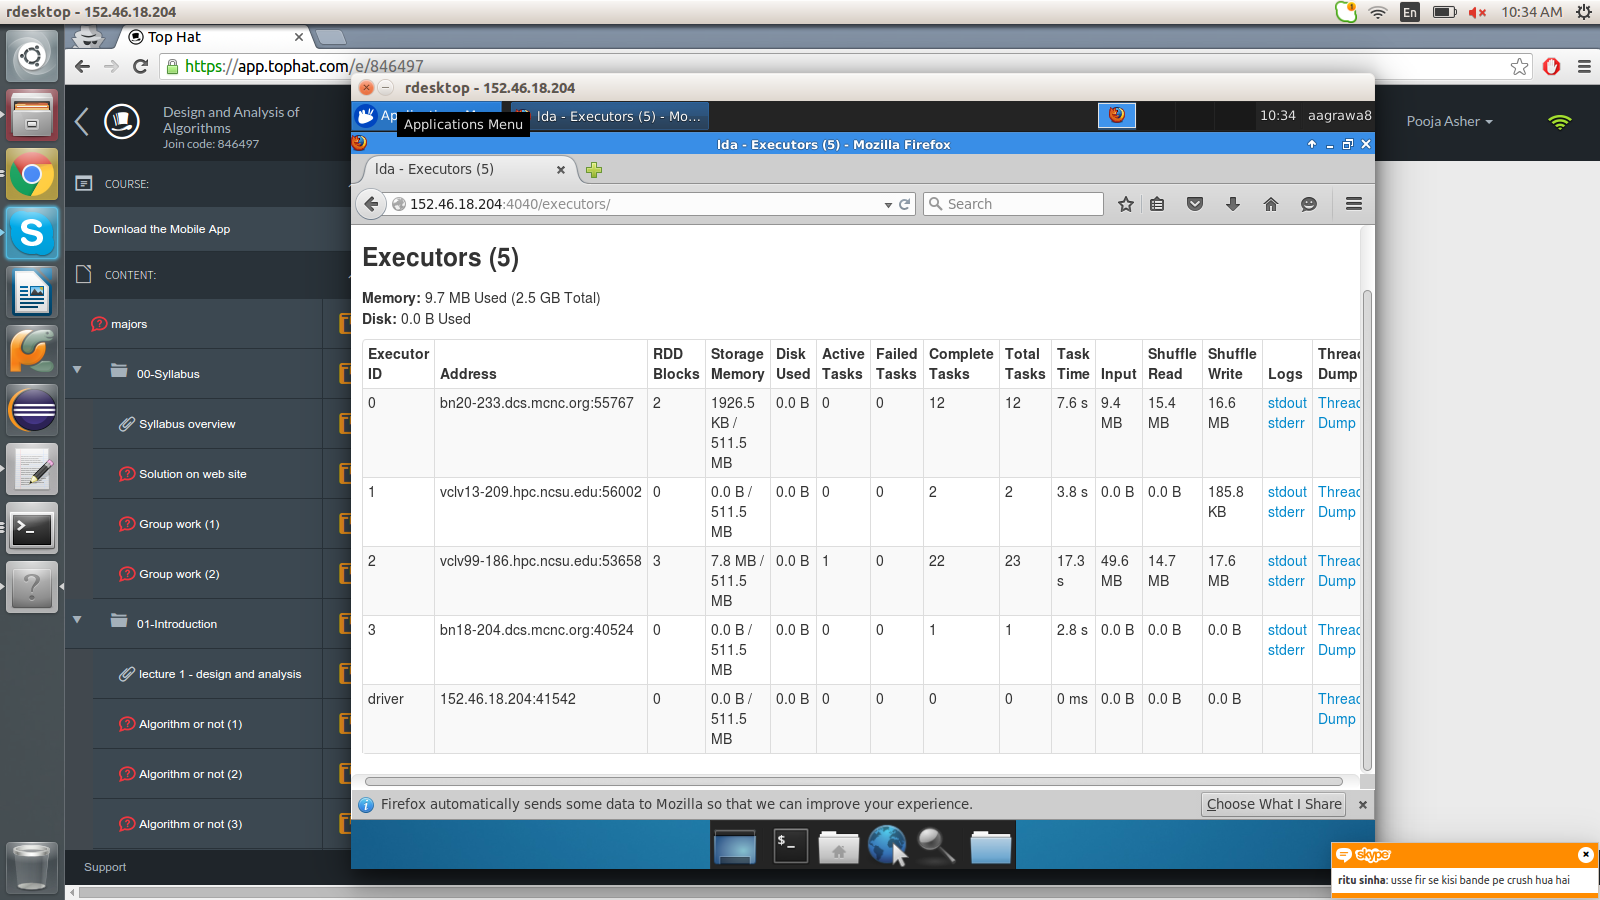 rdesktop - 152.46.18.204
En
10:34 AM
Top Hat
https://app.tophat.com/e/846497
Design and Analysis of
Algorithms
Join code: 846497
COURSE:
Download the Mobile App
CONTENT:
majors
00-Syllabus
Syllabus overview
Solution on web site
Group work (1)
Group work (2)
01-Introduction
lecture 1 - design and analysis
Algorithm or not (1)
Algorithm or not (2)
Algorithm or not (3)
Support
Pooja Asher
rdesktop - 152.46.18.204
Applications Menu
lda - Executors (5) - Mo...
10:34 aagrawa8
lda - Executors (5) - Mozilla Firefox
lda - Executors (5)
152.46.18.204:4040/executors/
Search
Executors (5)
Memory: 9.7 MB Used (2.5 GB Total)
Disk: 0.0 B Used
Executor ID Address RDD Blocks Storage Memory Disk Used Active Tasks Failed Tasks Complete Tasks Total Tasks Task Time Input Shuffle Read Shuffle Write Logs Thread Dump
0 bn20-233.dcs.mcnc.org:55767 2 1926.5 KB / 511.5 MB 0.0 B 0 0 12 12 7.6 s 9.4 MB 15.4 MB 16.6 MB stdout stderr Thread Dump
1 vclv13-209.hpc.ncsu.edu:56002 0 0.0 B / 511.5 MB 0.0 B 0 0 2 2 3.8 s 0.0 B 0.0 B 185.8 KB stdout stderr Thread Dump
2 vclv99-186.hpc.ncsu.edu:53658 3 7.8 MB / 511.5 MB 0.0 B 1 0 22 23 17.3 s 49.6 MB 14.7 MB 17.6 MB stdout stderr Thread Dump
3 bn18-204.dcs.mcnc.org:40524 0 0.0 B / 511.5 MB 0.0 B 0 0 1 1 2.8 s 0.0 B 0.0 B 0.0 B stdout stderr Thread Dump
driver 152.46.18.204:41542 0 0.0 B / 511.5 MB 0.0 B 0 0 0 0 0 ms 0.0 B 0.0 B 0.0 B Thread Dump
Firefox automatically sends some data to Mozilla so that we can improve your experience.
Choose What I Share
skype
ritu sinha: usse fir se kisi bande pe crush hua hai